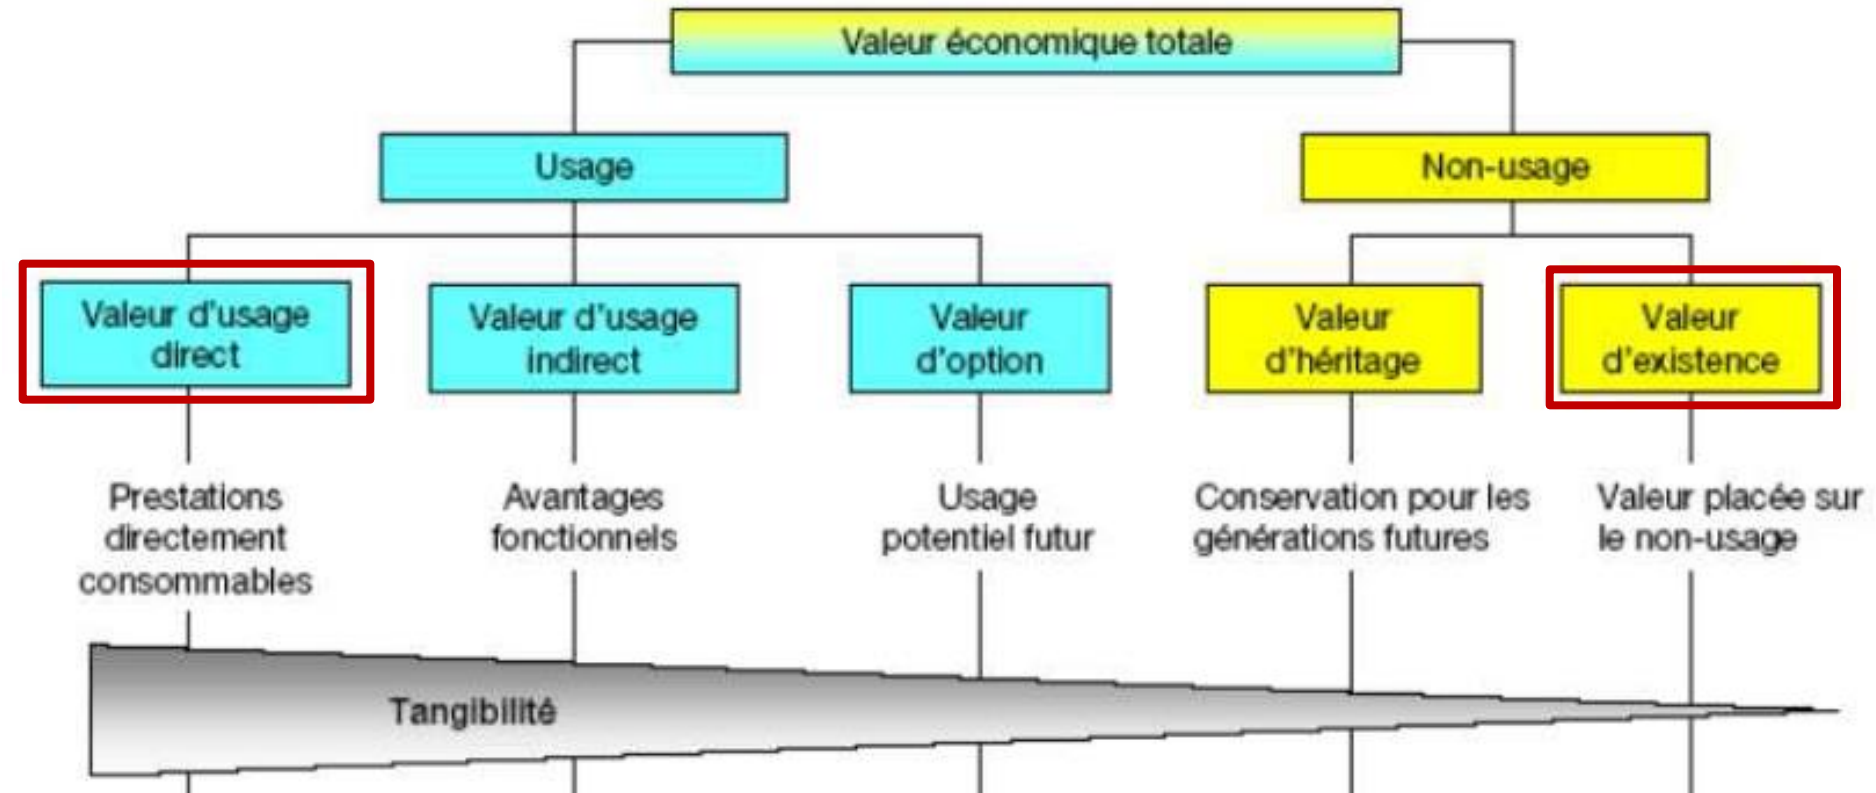 Valeur économique totale
Usage
Non-usage
Valeur d'usage
direct
Valeur d'usage
indirect
Valeur
d'option
Valeur
d'héritage
Valeur
d'existence
Prestations
directement
consommables
Avantages
fonctionnels
Usage
potentiel futur
Conservation pour les
générations futures
Valeur placée sur
le non-usage
Tangibilité